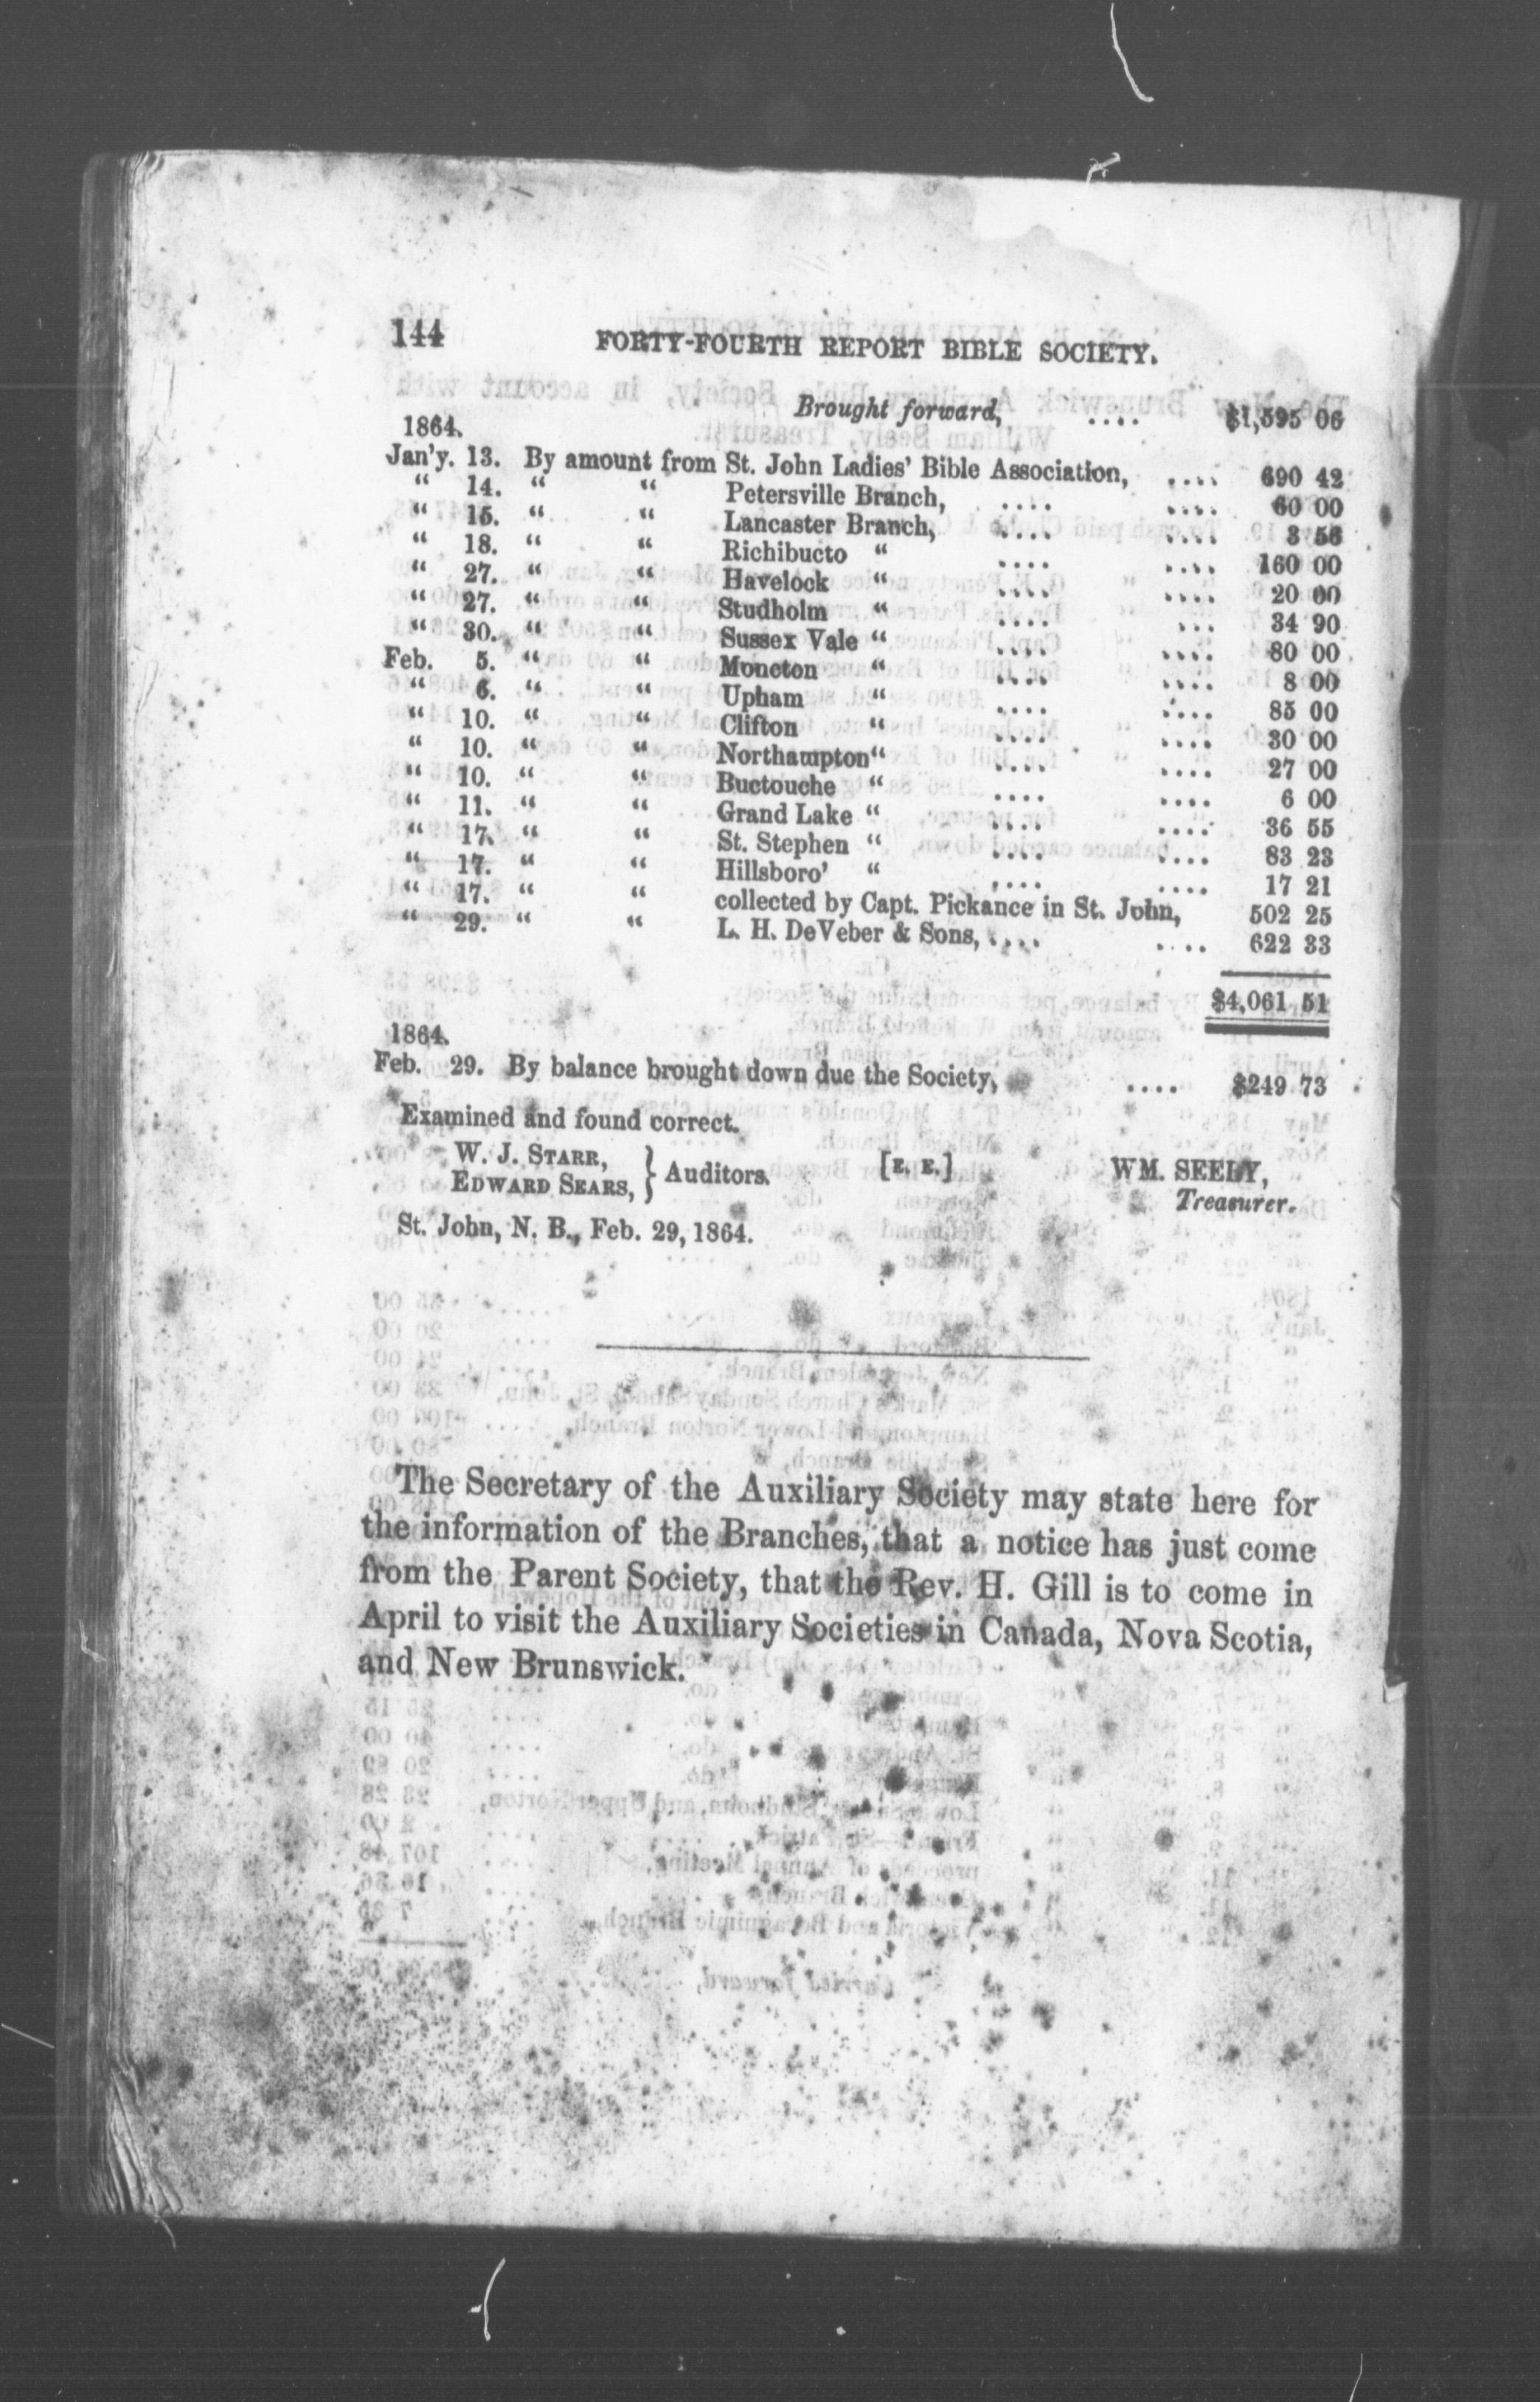 144 FORTY-FOURTH REPORT BIBLE SOCIETY.
Brought forward, .... $1,595 06
1864.
Jan'y. 13. By amount from St. John Ladies' Bible Association, .... 690 42
" 14. " " Petersville Branch, .... .... 60 00
" 15. " " Lancaster Branch, .... .... 3 56
" 18. " " Richibucto " .... .... 160 00
" 27. " " Havelock " .... .... 20 00
" 27. " " Studholm " .... ... 34 90
" 30. " " Sussex Vale " .... .... 80 00
Feb. 5. " " Moncton " .... .... 8 00
" 6. " " Upham " .... .... 85 00
" 10. " " Clifton " .... .... 30 00
" 10. " " Northampton " .... .... 27 00
" 10. " " Buctouche " .... .... 6 00
" 11. " " Grand Lake " .... .... 36 55
" 17. " " St. Stephen " .... .... 83 23
" 17. " " Hillsboro' " .... .... 17 21
" 17. " " collected by Capt. Pickance in St. John, 502 25
" 29. " " L. H. DeVeber & Sons, .... .... 622 33
$4,061 51
1864.
Feb. 29. By balance brought down due the Society, .... $249 73
Examined and found correct.
W. J. STARR,
EDWARD SEARS, } Auditors. [E. E.] WM. SEELY,
Treasurer.
St. John, N. B., Feb. 29, 1864.
The Secretary of the Auxiliary Society may state here for
the information of the Branches, that a notice has just come
from the Parent Society, that the Rev. H. Gill is to come in
April to visit the Auxiliary Societies in Canada, Nova Scotia,
and New Brunswick.